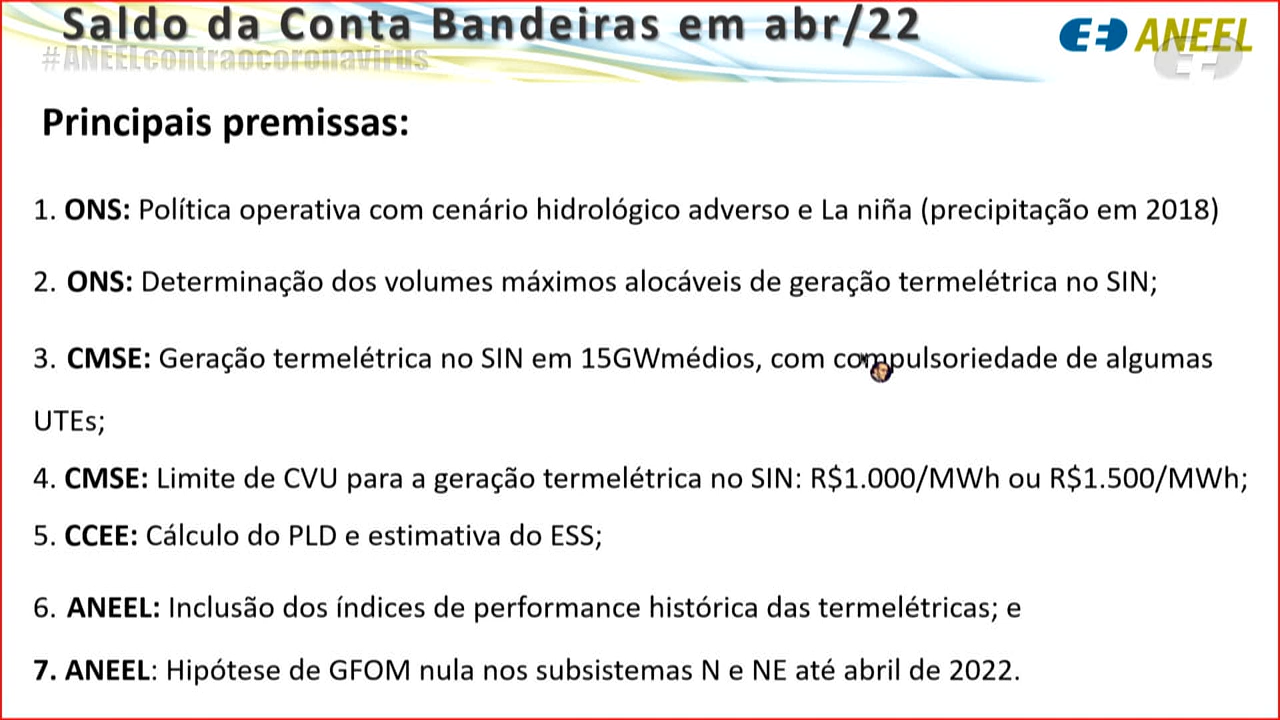 Saldo da Conta Bandeiras em abr/22
#ANEELcontraocoronavirus
ANEEL
Principais premissas:
1. ONS: Política operativa com cenário hidrológico adverso e La niña (precipitação em 2018)
2. ONS: Determinação dos volumes máximos alocáveis de geração termelétrica no SIN;
3. CMSE: Geração termelétrica no SIN em 15GWmédios, com compulsoriedade de algumas
UTEs;
4. CMSE: Limite de CVU para a geração termelétrica no SIN: R$1.000/MWh ou R$1.500/MWh;
5. CCEE: Cálculo do PLD e estimativa do ESS;
6. ANEEL: Inclusão dos índices de performance histórica das termelétricas; e
7. ANEEL: Hipótese de GFOM nula nos subsistemas N e NE até abril de 2022.